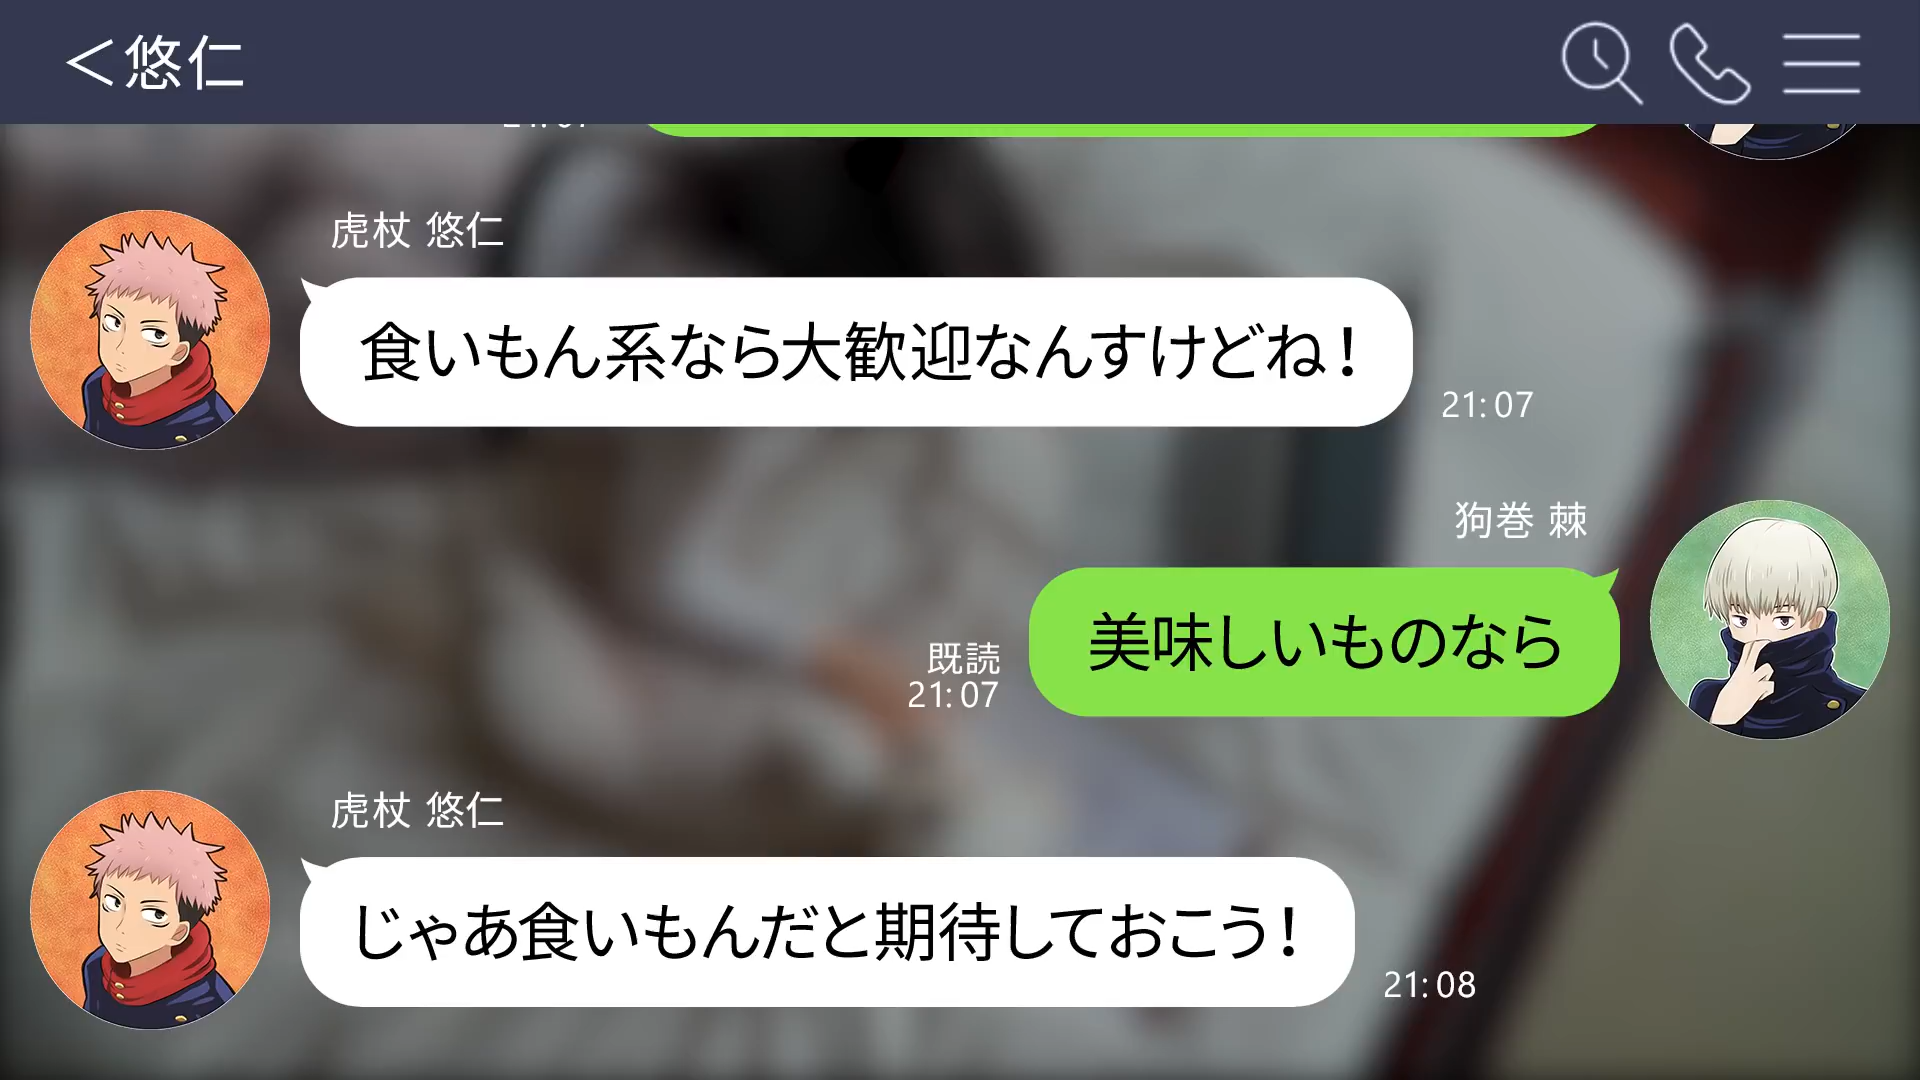 ＜悠仁
虎杖 悠仁
食いもん系なら大歓迎なんすけどね！
21:07
狗巻 棘
美味しいものなら
既読
21:07
虎杖 悠仁
じゃあ食いもんだと期待しておこう！
21:08